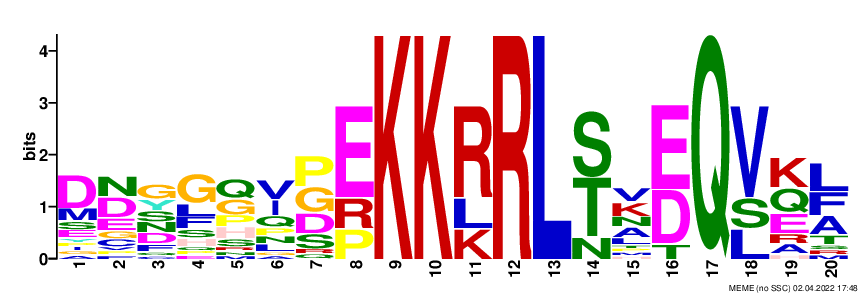 bits
4
3
2
1
0
D M S E
N D G C
G Y S N D E
G L F S H
Q G P H S N
V I Q N L
P G D S R
E R P
K
K
R L K
R
L
S T N
V K N A L
E D T
Q
V S L
K Q E R A
L F A T S
1 2 3 4 5 6 7 8 9 10 11 12 13 14 15 16 17 18 19 20
MEME (no SSC) 02.04.2022 17:48